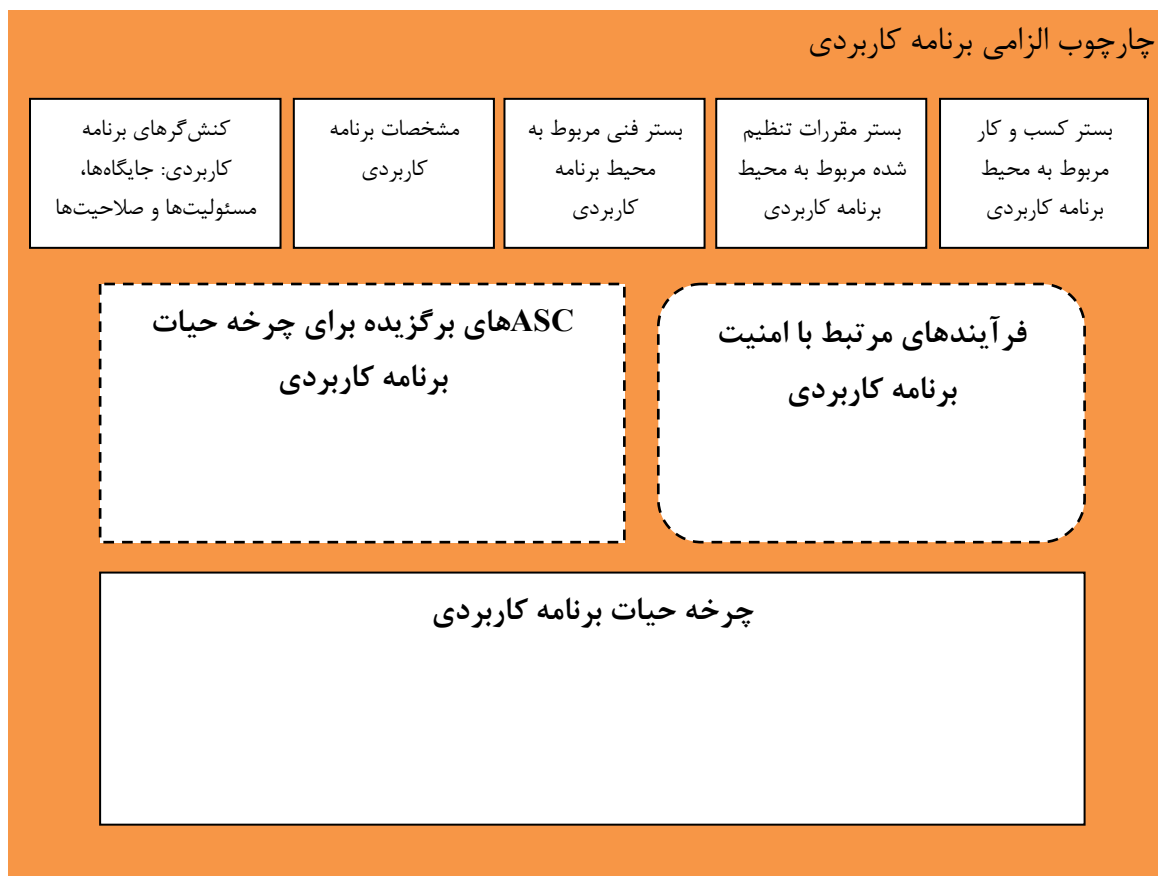 چارچوب الزامی برنامه کاربردی
بستر کسب و کار
مربوط به محیط
برنامه کاربردی
بستر مقررات تنظیم
شده مربوط به محیط
برنامه کاربردی
بستر فنی مربوط به
محیط برنامه
کاربردی
مشخصات برنامه
کاربردی
کنش‌گرهای برنامه
کاربردی: جایگاه‌ها،
مسئولیت‌ها و صلاحیت‌ها
فرآیندهای مرتبط با امنیت
برنامه کاربردی
ASCهای برگزیده برای چرخه حیات
برنامه کاربردی
چرخه حیات برنامه کاربردی